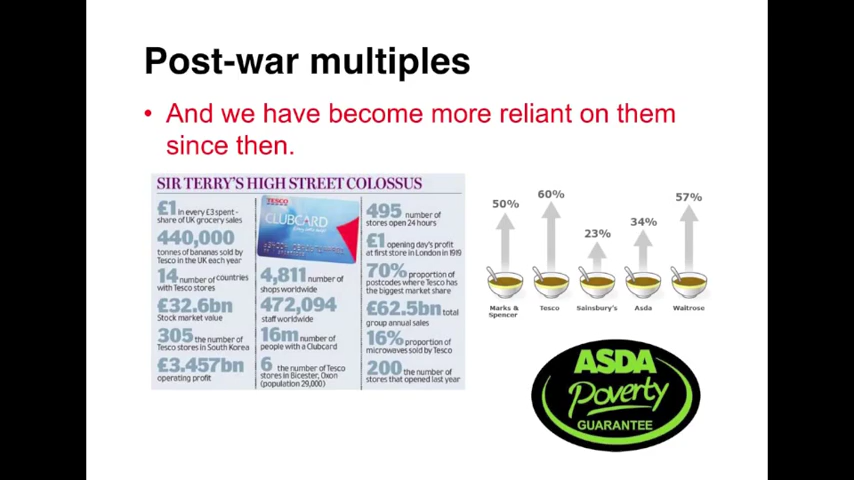 Post-war multiples
• And we have become more reliant on them
since then.
SIR TERRY'S HIGH STREET COLOSSUS
£1 in every £3 spent -
share of UK grocery sales
440,000
tonnes of bananas sold by
Tesco in the UK each year
14 number of countries
with Tesco stores
£32.6bn
Stock market value
305 the number of
Tesco stores in South Korea
£3.457bn
operating profit
TESCO
CLUBCARD
4,811 number of
shops worldwide
472,094
staff worldwide
16m number of
people with a Clubcard
6 the number of Tesco
stores in Bicester, Oxon
(population 29,000)
495 number of
stores open 24 hours
£1 opening day's profit
at first store in London in 1919
70% proportion of
postcodes where Tesco has
the biggest market share
£62.5bn total
group annual sales
16% proportion of
microwaves sold by Tesco
200 the number of
stores that opened last year
50%
60%
23%
34%
57%
Marks &
Spencer
Tesco
Sainsbury's
Asda
Waitrose
ASDA
Poverty
GUARANTEE